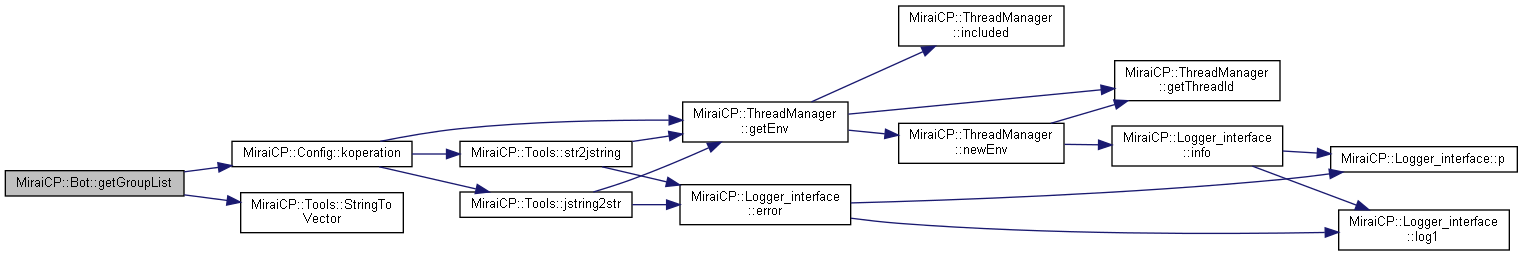 MiraiCP::Bot::getGroupList
MiraiCP::Config::koperation
MiraiCP::Tools::StringTo
Vector
MiraiCP::Tools::str2jstring
MiraiCP::Tools::jstring2str
MiraiCP::ThreadManager
::getEnv
MiraiCP::Logger_interface
::error
MiraiCP::ThreadManager
::included
MiraiCP::ThreadManager
::newEnv
MiraiCP::ThreadManager
::getThreadId
MiraiCP::Logger_interface
::info
MiraiCP::Logger_interface::p
MiraiCP::Logger_interface
::log1